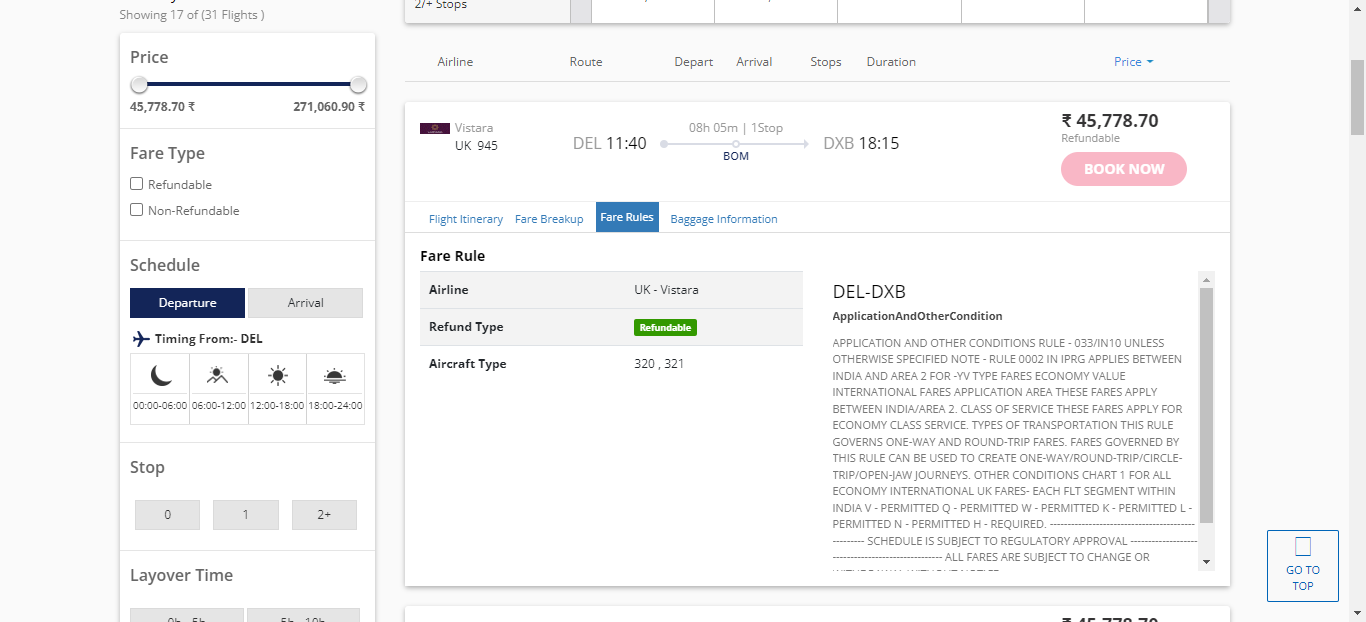 2/+ Stops
Showing 17 of (31 Flights )
Price
45,778.70 ₹ 271,060.90 ₹
Fare Type
Refundable
Non-Refundable
Schedule
Departure Arrival
Timing From:- DEL
00:00-06:00 06:00-12:00 12:00-18:00 18:00-24:00
Stop
0 1 2+
Layover Time
0h - 5h 5h - 10h
Airline Route Depart Arrival Stops Duration Price
Vistara
UK 945
DEL 11:40
08h 05m | 1Stop
BOM
DXB 18:15
₹ 45,778.70
Refundable
BOOK NOW
Flight Itinerary Fare Breakup Fare Rules Baggage Information
Fare Rule
Airline UK - Vistara
Refund Type Refundable
Aircraft Type 320 , 321
DEL-DXB
ApplicationAndOtherCondition
APPLICATION AND OTHER CONDITIONS RULE - 033/IN10 UNLESS
OTHERWISE SPECIFIED NOTE - RULE 0002 IN IPRG APPLIES BETWEEN
INDIA AND AREA 2 FOR -YV TYPE FARES ECONOMY VALUE
INTERNATIONAL FARES APPLICATION AREA THESE FARES APPLY
BETWEEN INDIA/AREA 2. CLASS OF SERVICE THESE FARES APPLY FOR
ECONOMY CLASS SERVICE. TYPES OF TRANSPORTATION THIS RULE
GOVERNS ONE-WAY AND ROUND-TRIP FARES. FARES GOVERNED BY
THIS RULE CAN BE USED TO CREATE ONE-WAY/ROUND-TRIP/CIRCLE-
TRIP/OPEN-JAW JOURNEYS. OTHER CONDITIONS CHART 1 FOR ALL
ECONOMY INTERNATIONAL UK FARES- EACH FLT SEGMENT WITHIN
INDIA V - PERMITTED Q - PERMITTED W - PERMITTED K - PERMITTED L -
PERMITTED N - PERMITTED H - REQUIRED. -----------------------------------------
--------- SCHEDULE IS SUBJECT TO REGULATORY APPROVAL -------------------
------------------------------- ALL FARES ARE SUBJECT TO CHANGE OR
WITHDRAWAL WITHOUT NOTICE
₹ 45,778.70
GO TO
TOP